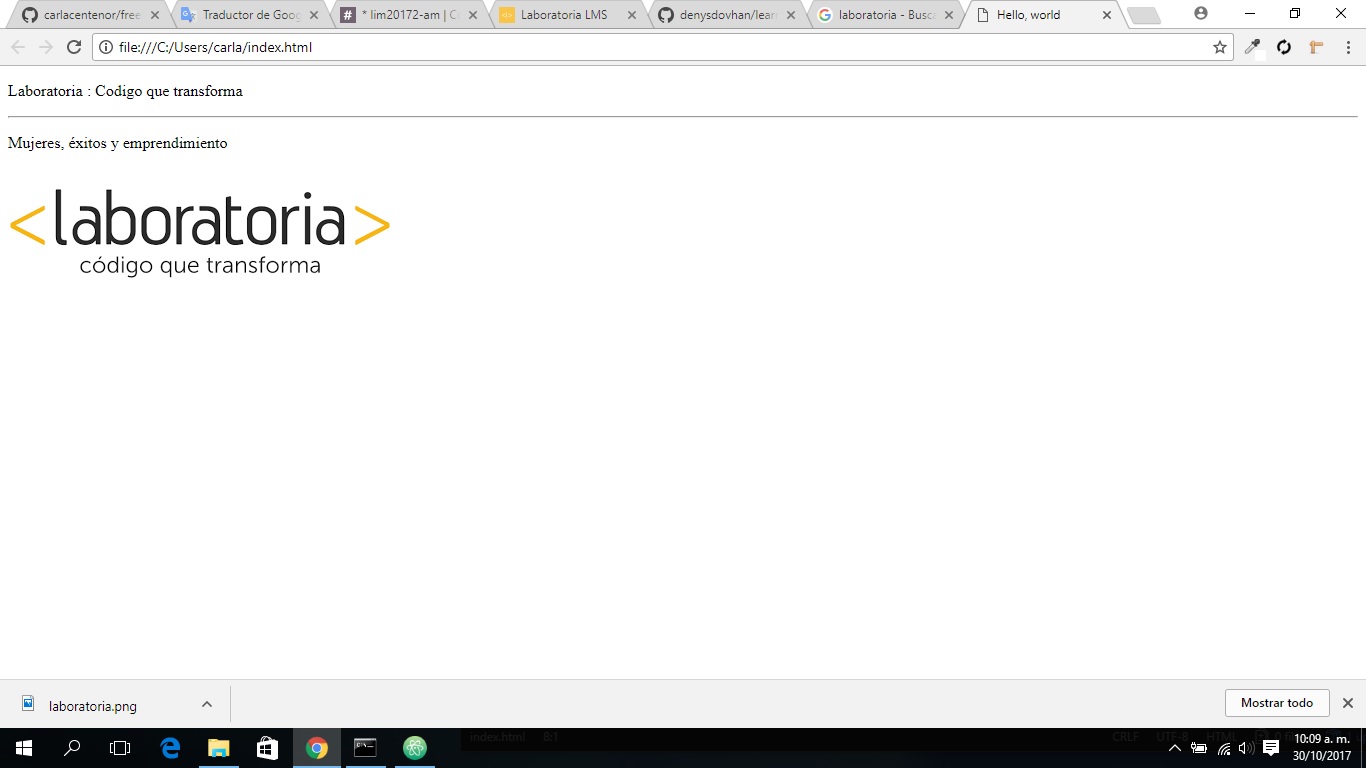 carlacentenor/free
Traductor de Goog
* lim20172-am | C
Laboratoria LMS
denysdovhan/lear
laboratoria - Busc
Hello, world
file:///C:/Users/carla/index.html
Laboratoria : Codigo que transforma
Mujeres, éxitos y emprendimiento
<laboratoria>
código que transforma
laboratoria.png
Mostrar todo
index.html 8:1
CRLF UTF-8 HTML
10:09 a. m.
30/10/2017